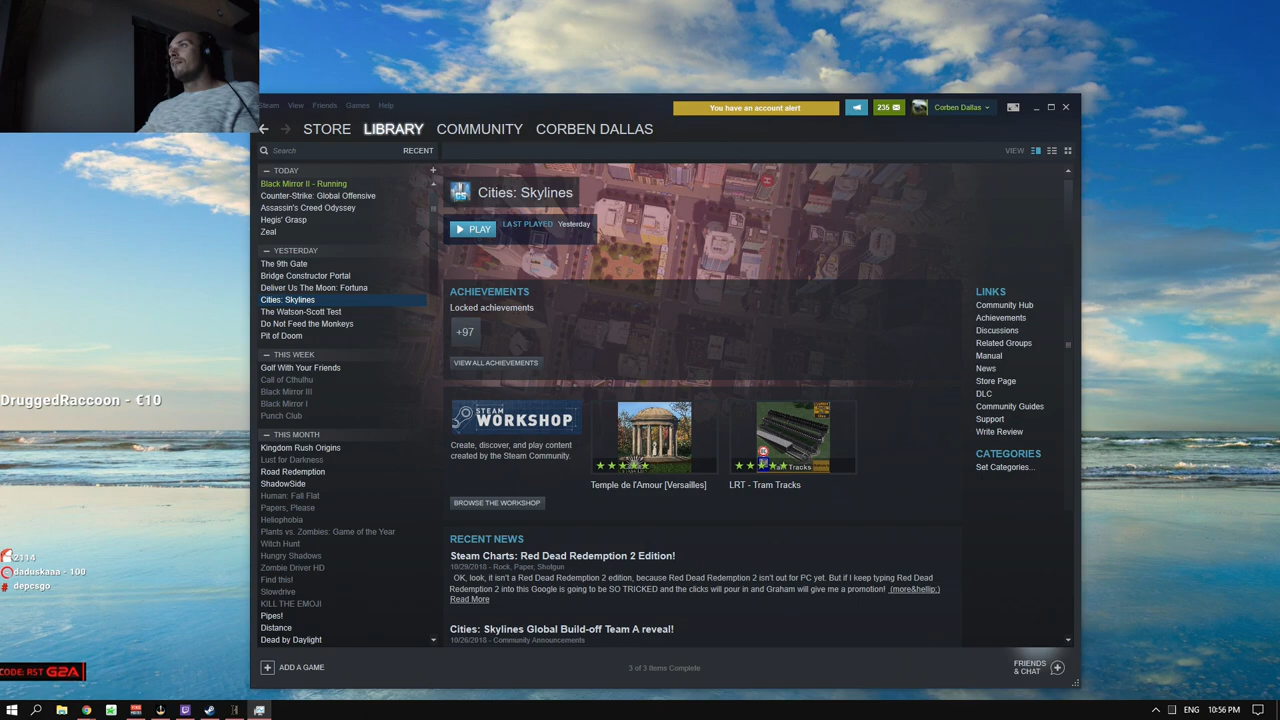 Steam View Friends Games Help
You have an account alert
235
Corben Dallas
STORE LIBRARY COMMUNITY CORBEN DALLAS
Search
RECENT
VIEW
TODAY
Black Mirror II - Running
Counter-Strike: Global Offensive
Assassin's Creed Odyssey
Hegis' Grasp
Zeal
YESTERDAY
The 9th Gate
Bridge Constructor Portal
Deliver Us The Moon: Fortuna
Cities: Skylines
The Watson-Scott Test
Do Not Feed the Monkeys
Pit of Doom
THIS WEEK
Golf With Your Friends
Call of Cthulhu
Black Mirror III
Black Mirror I
Punch Club
THIS MONTH
Kingdom Rush Origins
Lust for Darkness
Road Redemption
ShadowSide
Human: Fall Flat
Papers, Please
Heliophobia
Plants vs. Zombies: Game of the Year
Witch Hunt
Hungry Shadows
Zombie Driver HD
Find this!
Slowdrive
KILL THE EMOJI
Pipes!
Distance
Dead by Daylight
Cities: Skylines
PLAY
LAST PLAYED Yesterday
ACHIEVEMENTS
Locked achievements
+97
VIEW ALL ACHIEVEMENTS
STEAM WORKSHOP
Create, discover, and play content
created by the Steam Community.
Tram Tracks
Temple de l'Amour [Versailles]
LRT - Tram Tracks
BROWSE THE WORKSHOP
RECENT NEWS
Steam Charts: Red Dead Redemption 2 Edition!
10/29/2018 - Rock, Paper, Shotgun
OK, look, it isn't a Red Dead Redemption 2 edition, because Red Dead Redemption 2 isn't out for PC yet. But if I keep typing Red Dead
Redemption 2 into this Google is going to be SO TRICKED and the clicks will pour in and Graham will give me a promotion! (more&hellip;)
Read More
Cities: Skylines Global Build-off Team A reveal!
10/26/2018 - Community Announcements
LINKS
Community Hub
Achievements
Discussions
Related Groups
Manual
News
Store Page
DLC
Community Guides
Support
Write Review
CATEGORIES
Set Categories...
ADD A GAME
3 of 3 Items Complete
FRIENDS
& CHAT
DruggedRaccoon - €10
2114
daduskaaa - 100
depesgo
CODE: RST G2A
ENG 10:56 PM